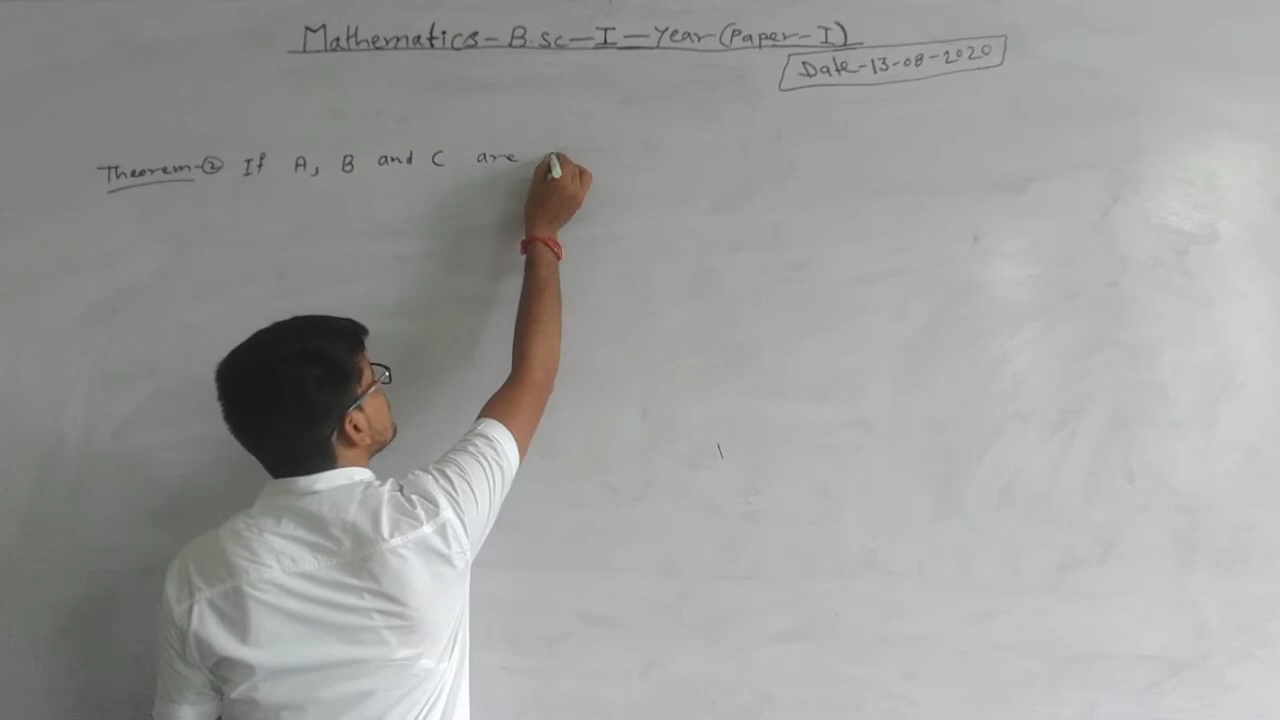 Mathematics-B.Sc-I-Year(Paper-I)
Date-13-08-2020
Theorem-② If A, B and C are